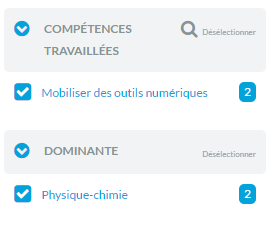 COMPÉTENCES Désélectionner
TRAVAILLÉES
Mobiliser des outils numériques 2
DOMINANTE Désélectionner
Physique-chimie 2